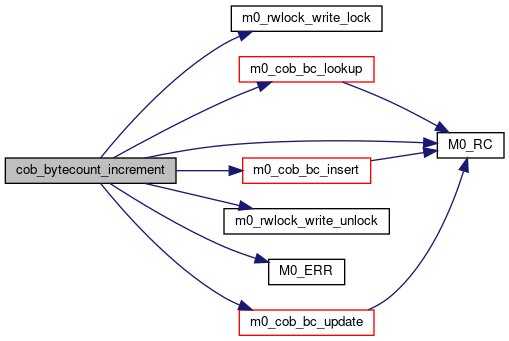 m0_rwlock_write_lock
m0_cob_bc_lookup
M0_RC
cob_bytecount_increment
m0_cob_bc_insert
m0_rwlock_write_unlock
M0_ERR
m0_cob_bc_update